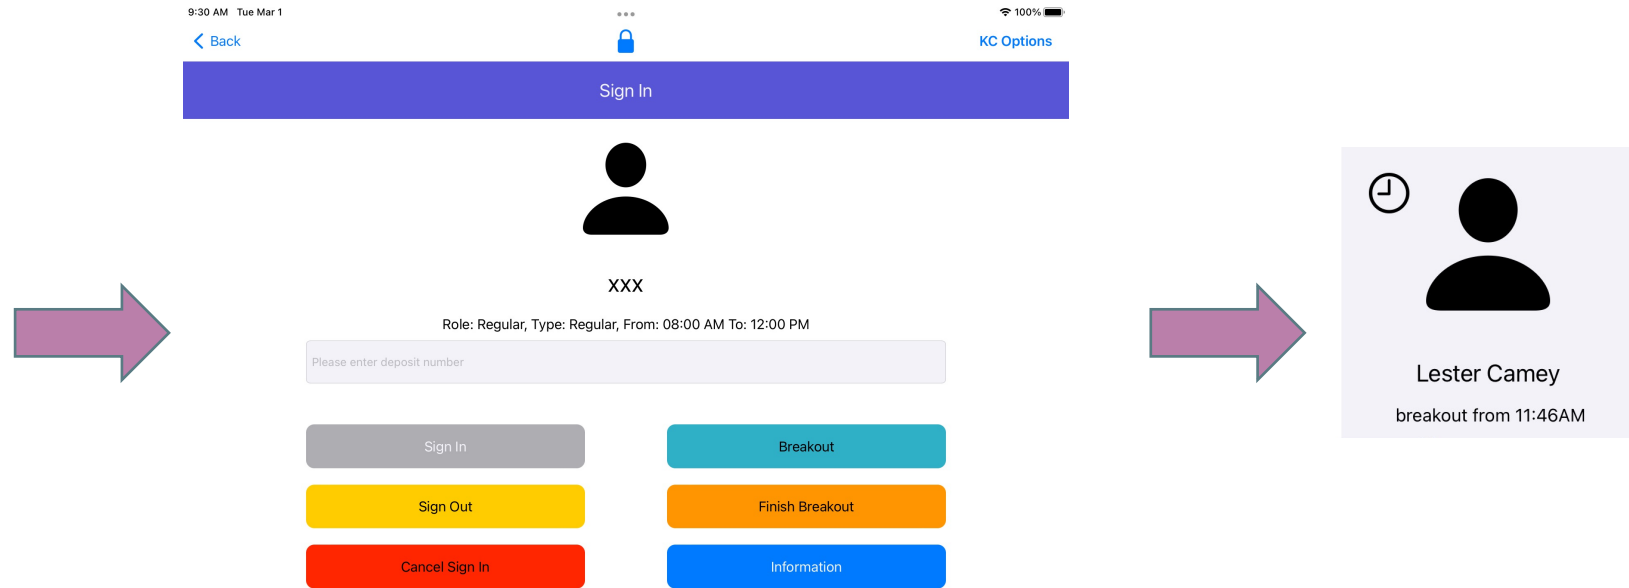 9:30 AM Tue Mar 1
100%
Back
KC Options
Sign In
xxx
Role: Regular, Type: Regular, From: 08:00 AM To: 12:00 PM
Please enter deposit number
Sign In
Breakout
Sign Out
Finish Breakout
Cancel Sign In
Information
Lester Camey
breakout from 11:46AM